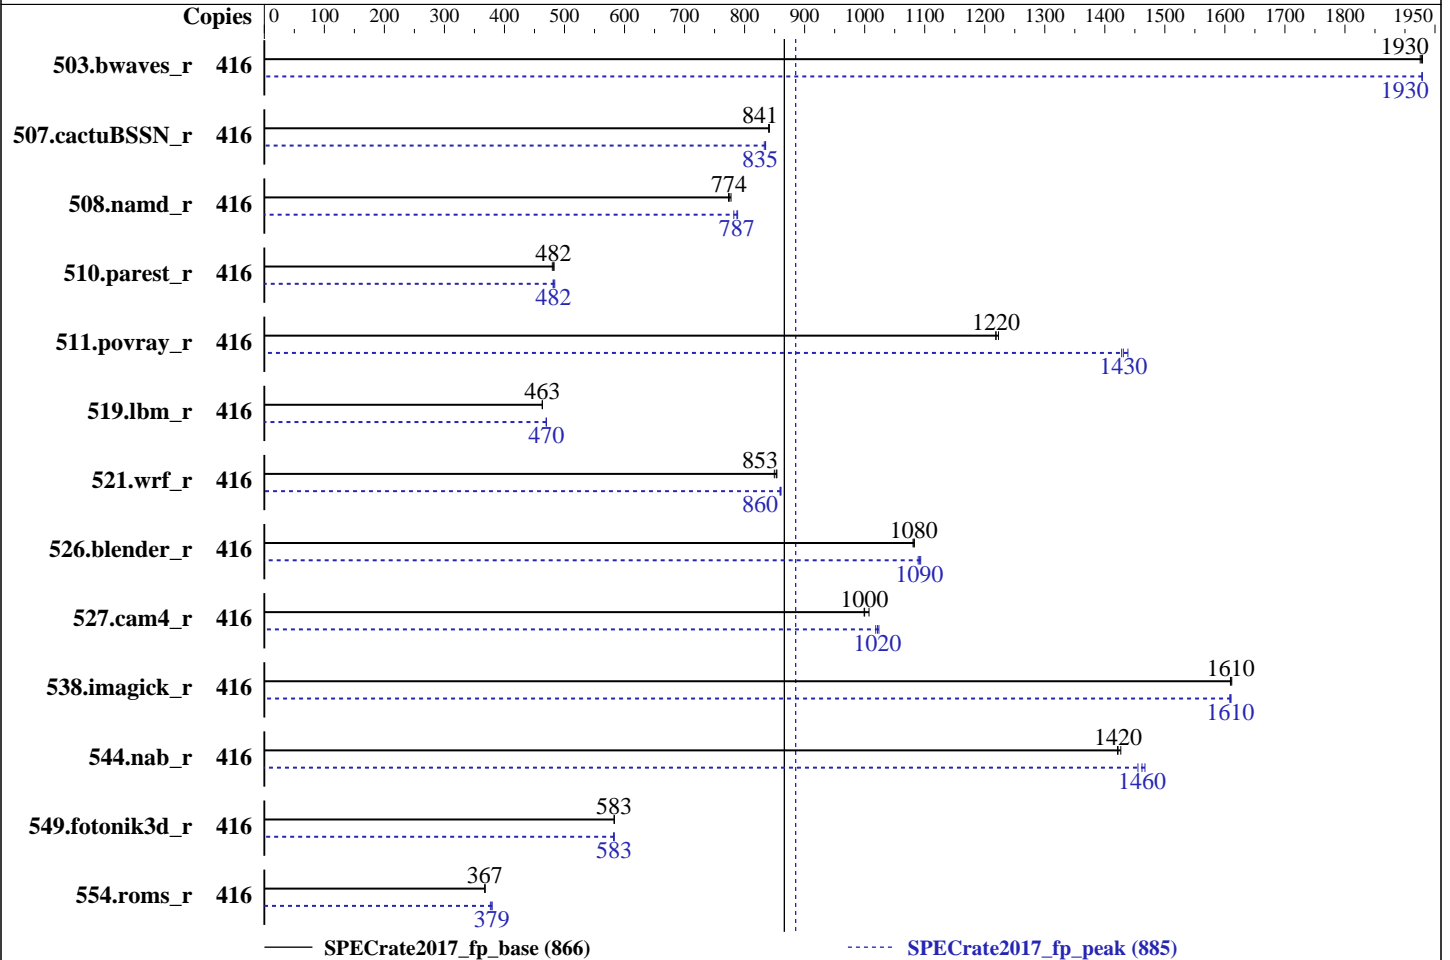 Copies 0 100 200 300 400 500 600 700 800 900 1000 1100 1200 1300 1400 1500 1600 1700 1800 1950
503.bwaves_r 416 1930
1930
507.cactuBSSN_r 416 841
835
508.namd_r 416 774
787
510.parest_r 416 482
482
511.povray_r 416 1220
1430
519.lbm_r 416 463
470
521.wrf_r 416 853
860
526.blender_r 416 1080
1090
527.cam4_r 416 1000
1020
538.imagick_r 416 1610
1610
544.nab_r 416 1420
1460
549.fotonik3d_r 416 583
583
554.roms_r 416 367
379
SPECrate2017_fp_base (866) SPECrate2017_fp_peak (885)